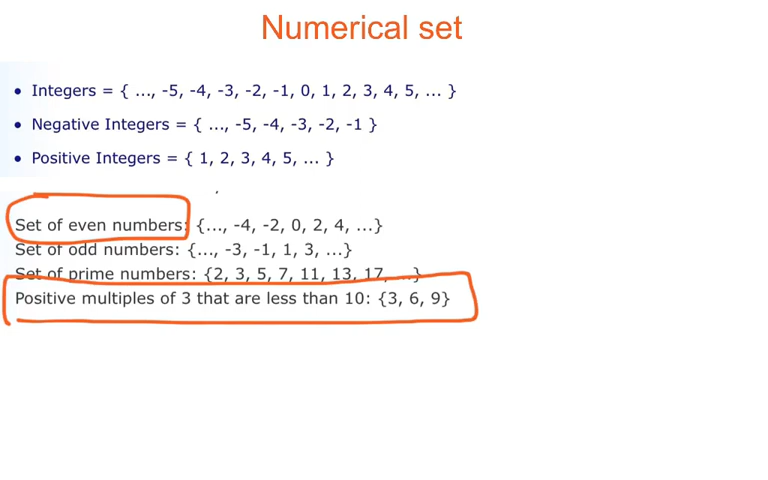 Numerical set
• Integers = { ..., -5, -4, -3, -2, -1, 0, 1, 2, 3, 4, 5, ... }
• Negative Integers = { ..., -5, -4, -3, -2, -1 }
• Positive Integers = { 1, 2, 3, 4, 5, ... }
Set of even numbers: {..., -4, -2, 0, 2, 4, ...}
Set of odd numbers: {..., -3, -1, 1, 3, ...}
Set of prime numbers: {2, 3, 5, 7, 11, 13, 17, ...}
Positive multiples of 3 that are less than 10: {3, 6, 9}